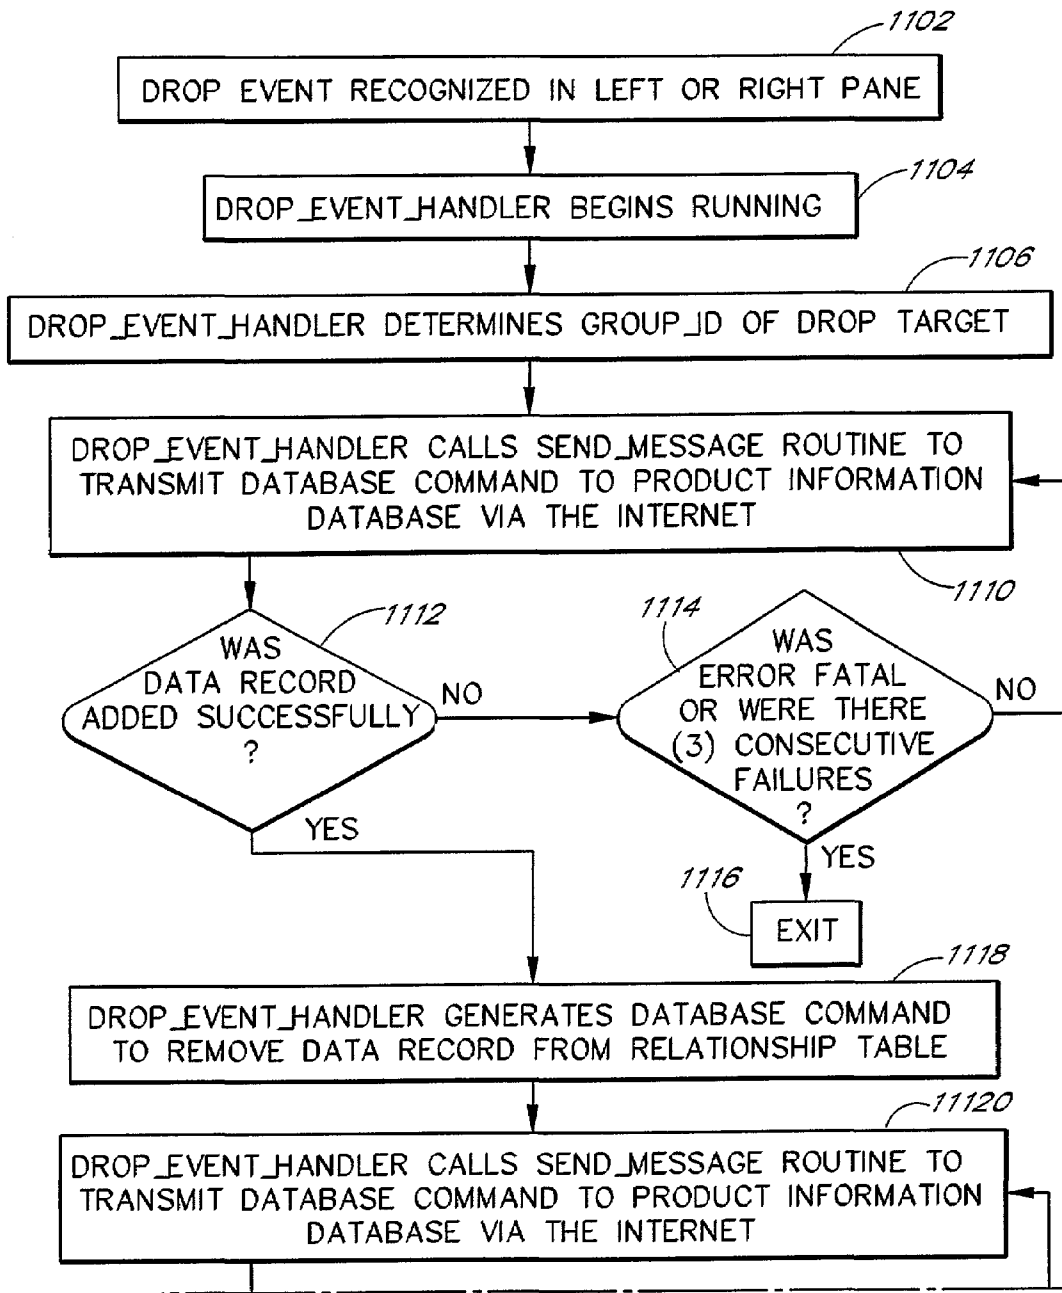 1102
DROP EVENT RECOGNIZED IN LEFT OR RIGHT PANE
1104
DROP_EVENT_HANDLER BEGINS RUNNING
1106
DROP_EVENT_HANDLER DETERMINES GROUP_ID OF DROP TARGET
DROP_EVENT_HANDLER CALLS SEND_MESSAGE ROUTINE TO
TRANSMIT DATABASE COMMAND TO PRODUCT INFORMATION
DATABASE VIA THE INTERNET
1110
1112
WAS
DATA RECORD
ADDED SUCCESSFULLY
?
NO
YES
1114
WAS
ERROR FATAL
OR WERE THERE
(3) CONSECUTIVE
FAILURES
?
NO
YES
1116
EXIT
1118
DROP_EVENT_HANDLER GENERATES DATABASE COMMAND
TO REMOVE DATA RECORD FROM RELATIONSHIP TABLE
11120
DROP_EVENT_HANDLER CALLS SEND_MESSAGE ROUTINE TO
TRANSMIT DATABASE COMMAND TO PRODUCT INFORMATION
DATABASE VIA THE INTERNET